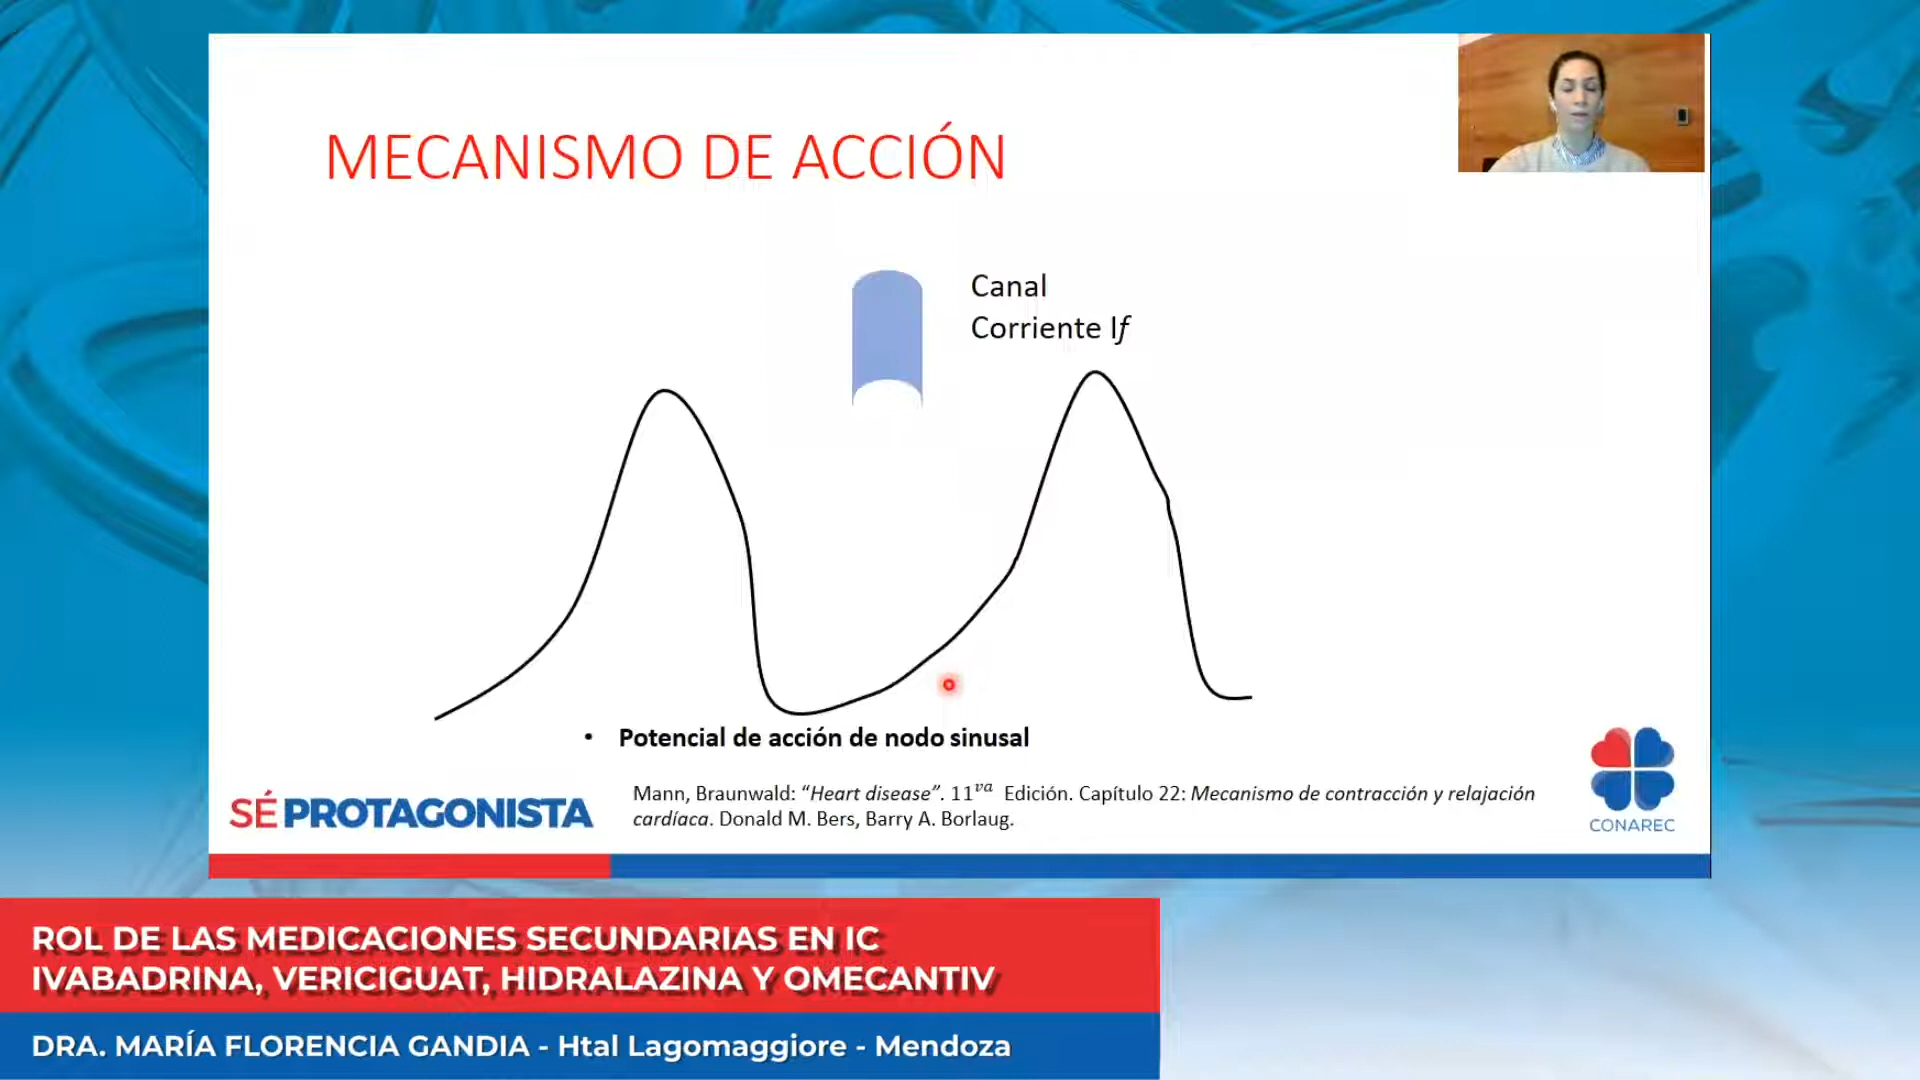 MECANISMO DE ACCIÓN
Canal
Corriente If
• Potencial de acción de nodo sinusal
Mann, Braunwald: “Heart disease”. 11va Edición. Capítulo 22: Mecanismo de contracción y relajación
cardíaca. Donald M. Bers, Barry A. Borlaug.
SÉ PROTAGONISTA
CONAREC
ROL DE LAS MEDICACIONES SECUNDARIAS EN IC
IVABADRINA, VERICIGUAT, HIDRALAZINA Y OMECANTIV
DRA. MARÍA FLORENCIA GANDIA - Htal Lagomaggiore - Mendoza